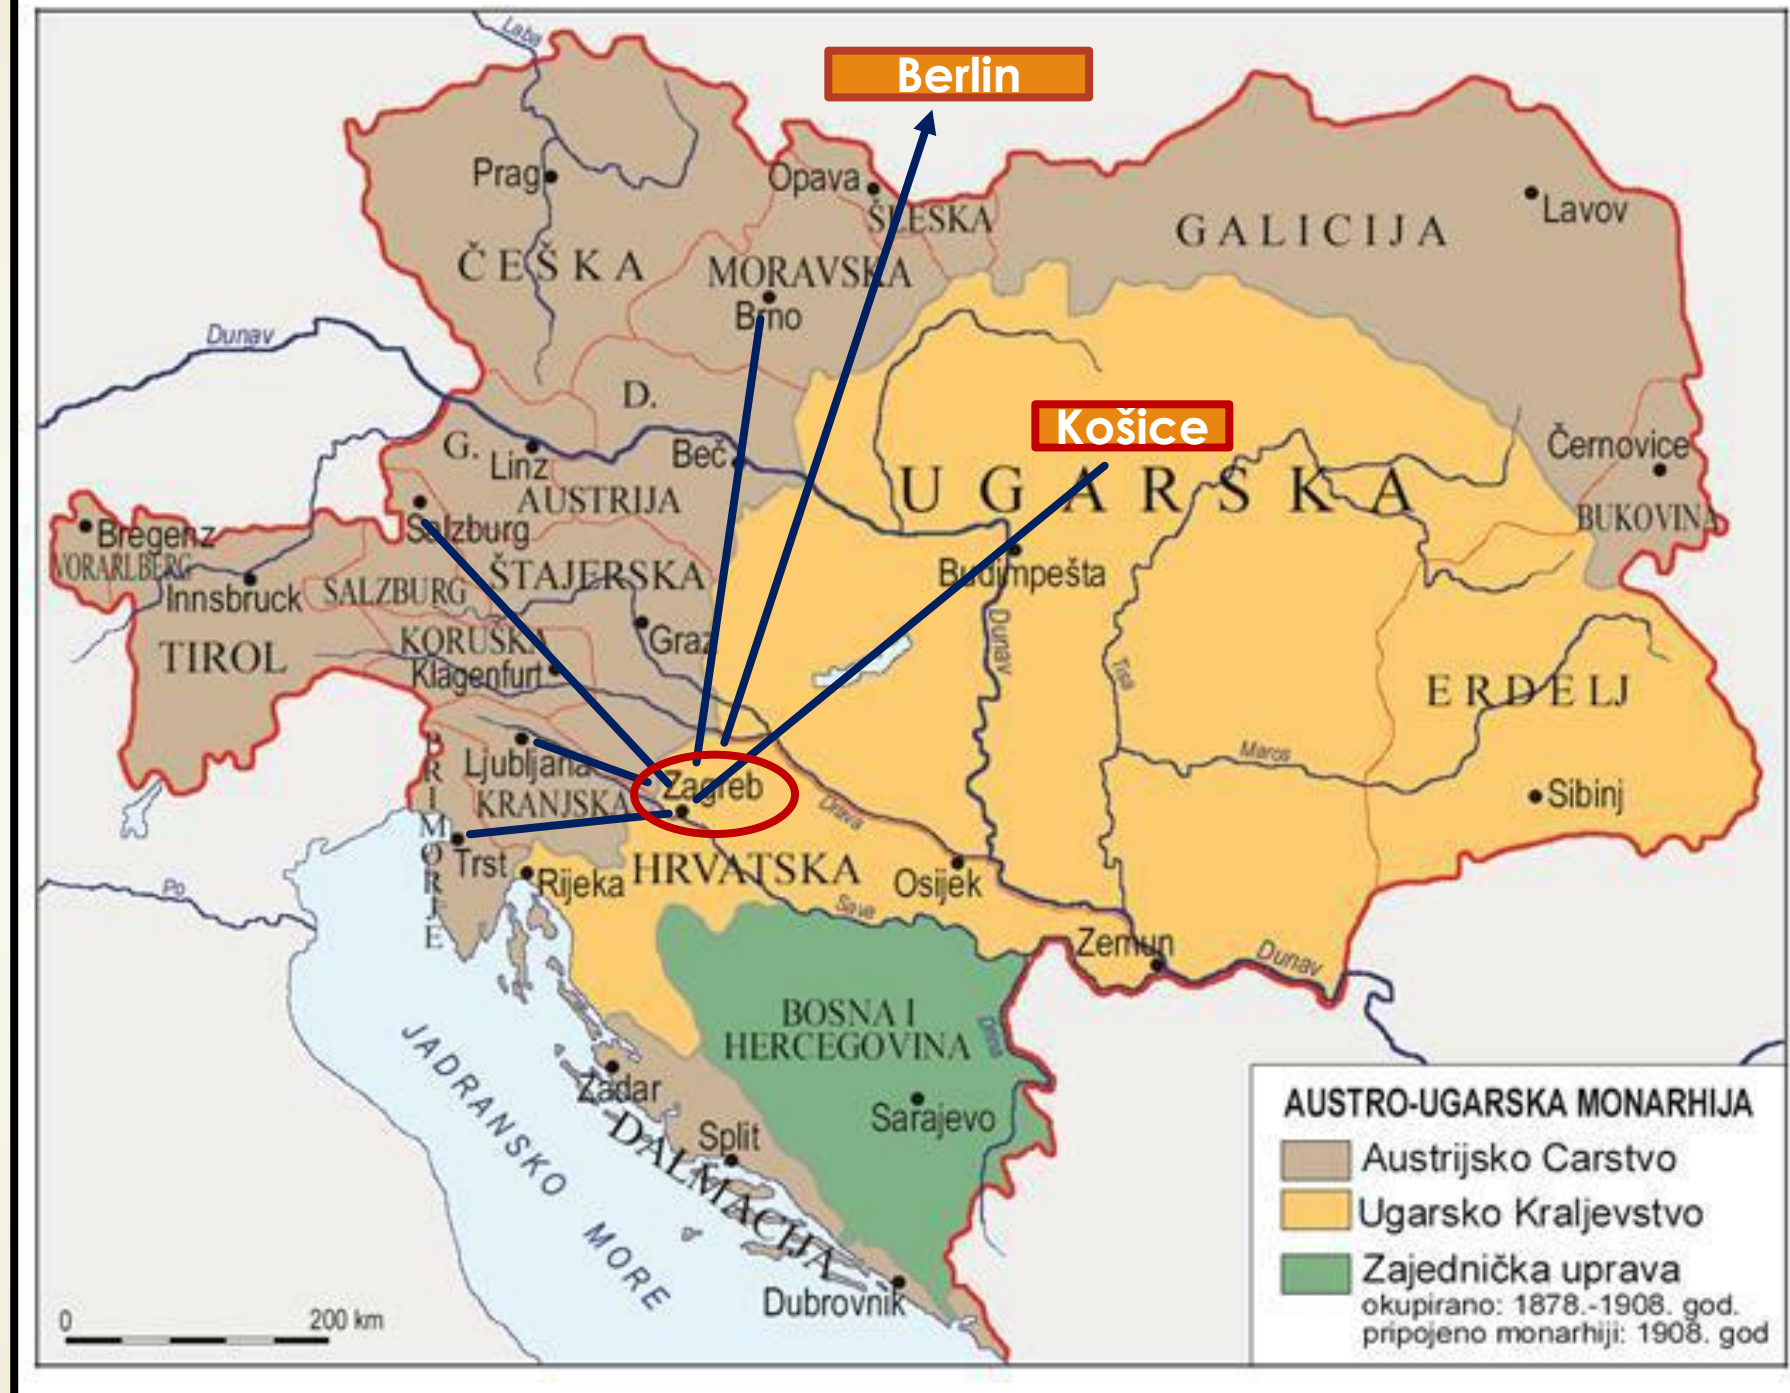 Laba
Berlin
Prag
Opava
ŠLESKA
Lavov
GALICIJA
ČEŠKA
MORAVSKA
Brno
Dunav
D.
Košice
G.
Linz
Beč
Černovice
UGARSKA
AUSTRIJA
Salzburg
BUKOVINA
Bregenz
VORARLBERG
Innsbruck
SALZBURG
ŠTAJERSKA
Budimpešta
KORUŠKA
Graz
Dunav
TIROL
Klagenfurt
Tisa
ERDELJ
PRIMORJE
Ljubljana
Zagreb
Maros
KRANJSKA
Drava
Sibinj
Trst
Rijeka
HRVATSKA
Osijek
Po
Save
Zemun
Dunav
BOSNA I
HERCEGOVINA
Drina
JADRANSKO MORE
Zadar
Sarajevo
DALMACIJA
Split
Dubrovnik
0 200 km
AUSTRO-UGARSKA MONARHIJA
Austrijsko Carstvo
Ugarsko Kraljevstvo
Zajednička uprava
okupirano: 1878.-1908. god.
pripojeno monarhiji: 1908. god